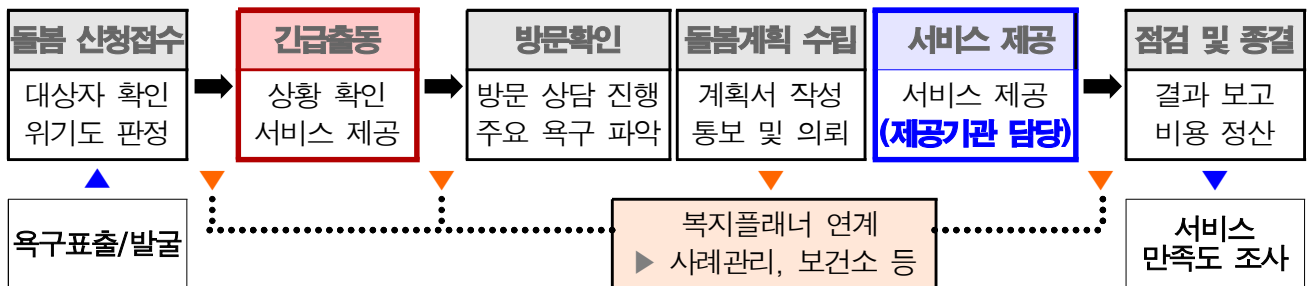 돌봄 신청접수
대상자 확인
위기도 판정
긴급출동
상황 확인
서비스 제공
방문확인
방문 상담 진행
주요 욕구 파악
돌봄계획 수립
계획서 작성
통보 및 의뢰
서비스 제공
서비스 제공
(제공기관 담당)
점검 및 종결
결과 보고
비용 정산
욕구표출/발굴
복지플래너 연계
▶ 사례관리, 보건소 등
서비스
만족도 조사